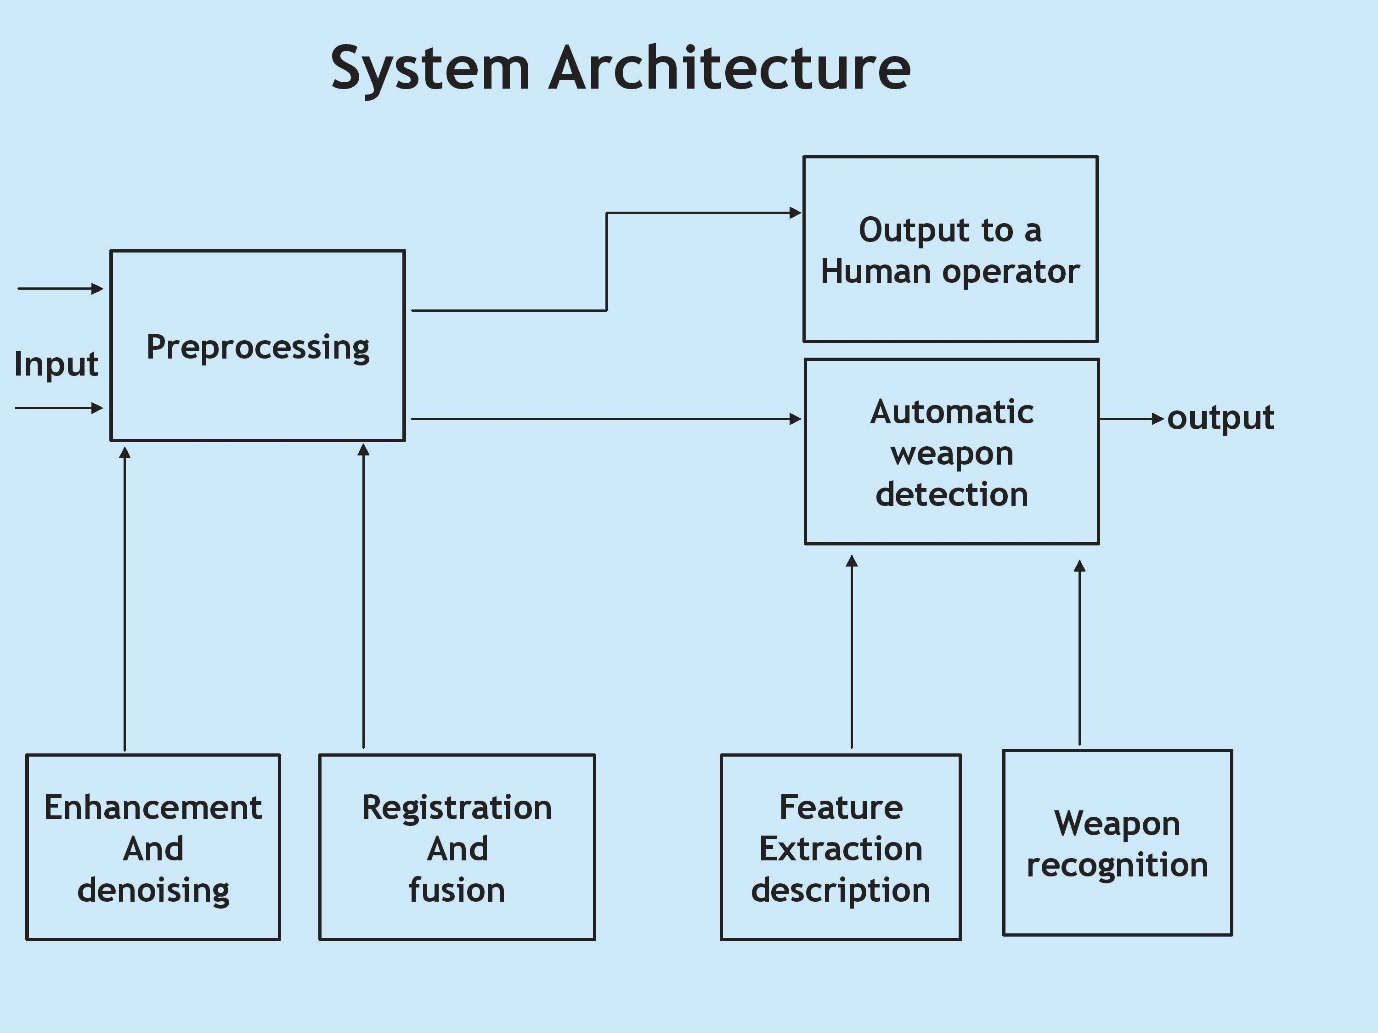 System Architecture
Output to a
Human operator
Preprocessing
Input
Automatic
weapon
detection
output
Enhancement
And
denoising
Registration
And
fusion
Feature
Extraction
description
Weapon
recognition